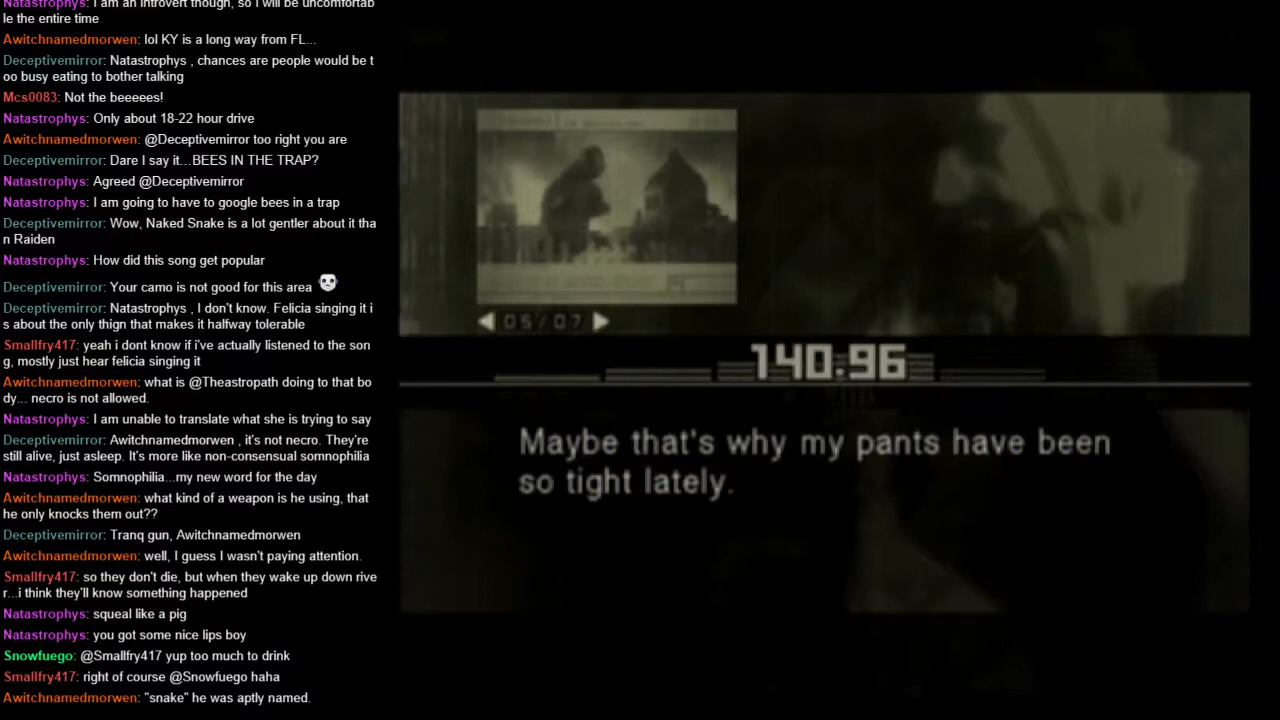 Natastrophys: I am an introvert though, so I will be uncomfortab
le the entire time
Awitchnamedmorwen: lol KY is a long way from FL...
Deceptivemirror: Natastrophys , chances are people would be t
oo busy eating to bother talking
Mcs0083: Not the beeeees!
Natastrophys: Only about 18-22 hour drive
Awitchnamedmorwen: @Deceptivemirror too right you are
Deceptivemirror: Dare I say it...BEES IN THE TRAP?
Natastrophys: Agreed @Deceptivemirror
Natastrophys: I am going to have to google bees in a trap
Deceptivemirror: Wow, Naked Snake is a lot gentler about it tha
n Raiden
Natastrophys: How did this song get popular
Deceptivemirror: Your camo is not good for this area
Deceptivemirror: Natastrophys , I don't know. Felicia singing it i
s about the only thign that makes it halfway tolerable
Smallfry417: yeah i dont know if i've actually listened to the son
g, mostly just hear felicia singing it
Awitchnamedmorwen: what is @Theastropath doing to that bo
dy... necro is not allowed.
Natastrophys: I am unable to translate what she is trying to say
Deceptivemirror: Awitchnamedmorwen , it's not necro. They're
still alive, just asleep. It's more like non-consensual somnophilia
Natastrophys: Somnophilia...my new word for the day
Awitchnamedmorwen: what kind of a weapon is he using, that
he only knocks them out??
Deceptivemirror: Tranq gun, Awitchnamedmorwen
Awitchnamedmorwen: well, I guess I wasn't paying attention.
Smallfry417: so they don't die, but when they wake up down rive
r...i think they'll know something happened
Natastrophys: squeal like a pig
Natastrophys: you got some nice lips boy
Snowfuego: @Smallfry417 yup too much to drink
Smallfry417: right of course @Snowfuego haha
Awitchnamedmorwen: "snake" he was aptly named.
05/07
140.96
Maybe that's why my pants have been
so tight lately.